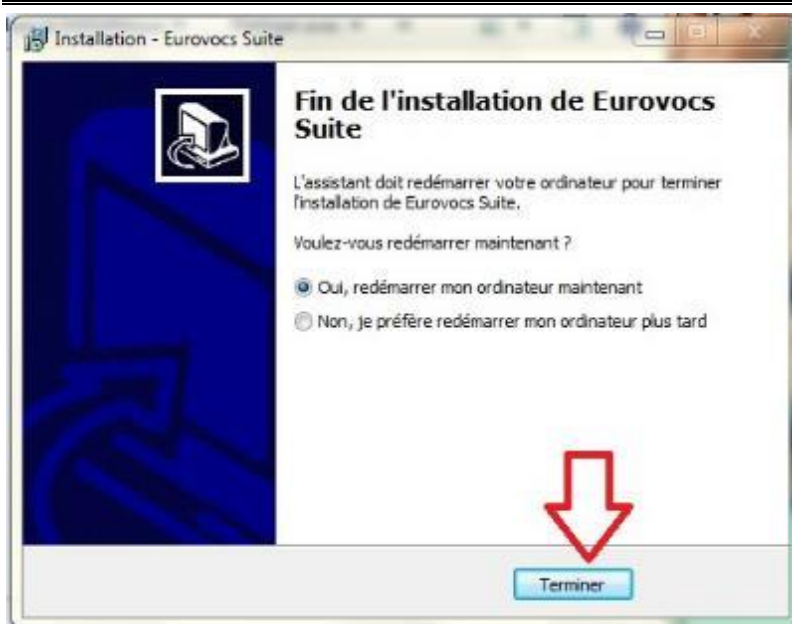 Installation - Eurovocs Suite
Fin de l'installation de Eurovocs
Suite
L'assistant doit redémarrer votre ordinateur pour terminer
l'installation de Eurovocs Suite.
Voulez-vous redémarrer maintenant ?
Oui, redémarrer mon ordinateur maintenant
Non, je préfère redémarrer mon ordinateur plus tard
Terminer